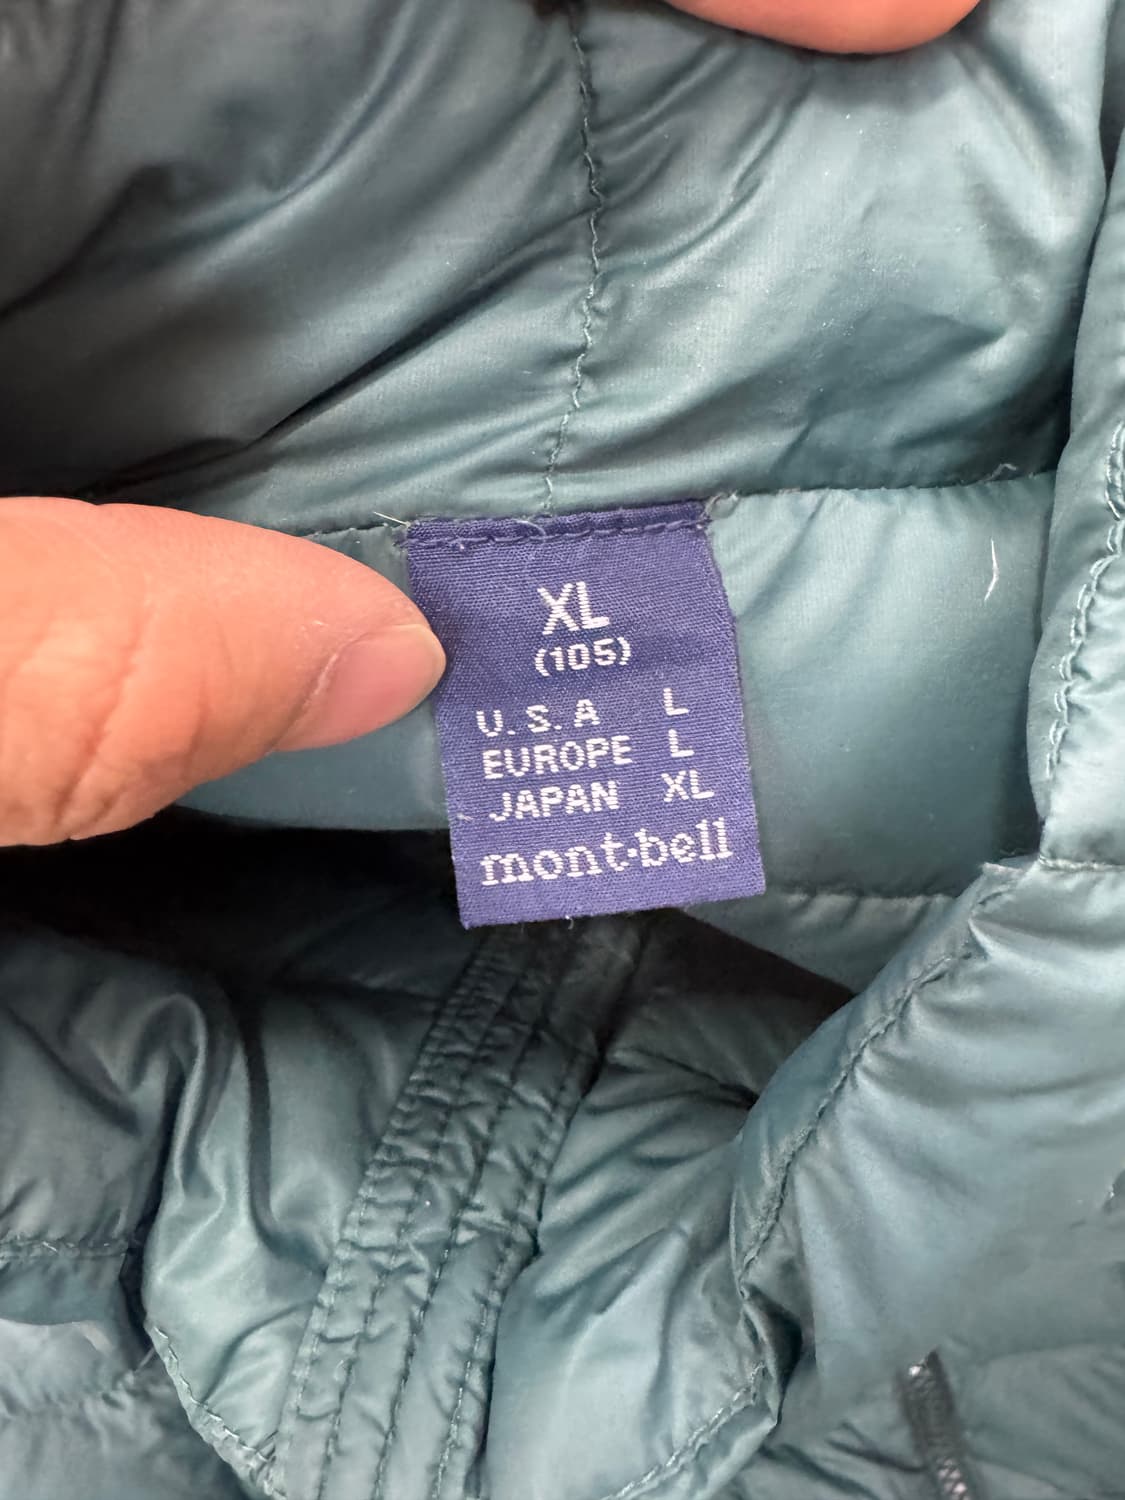 XL
(105)
U.S.A L
EUROPE L
JAPAN XL
mont·bell